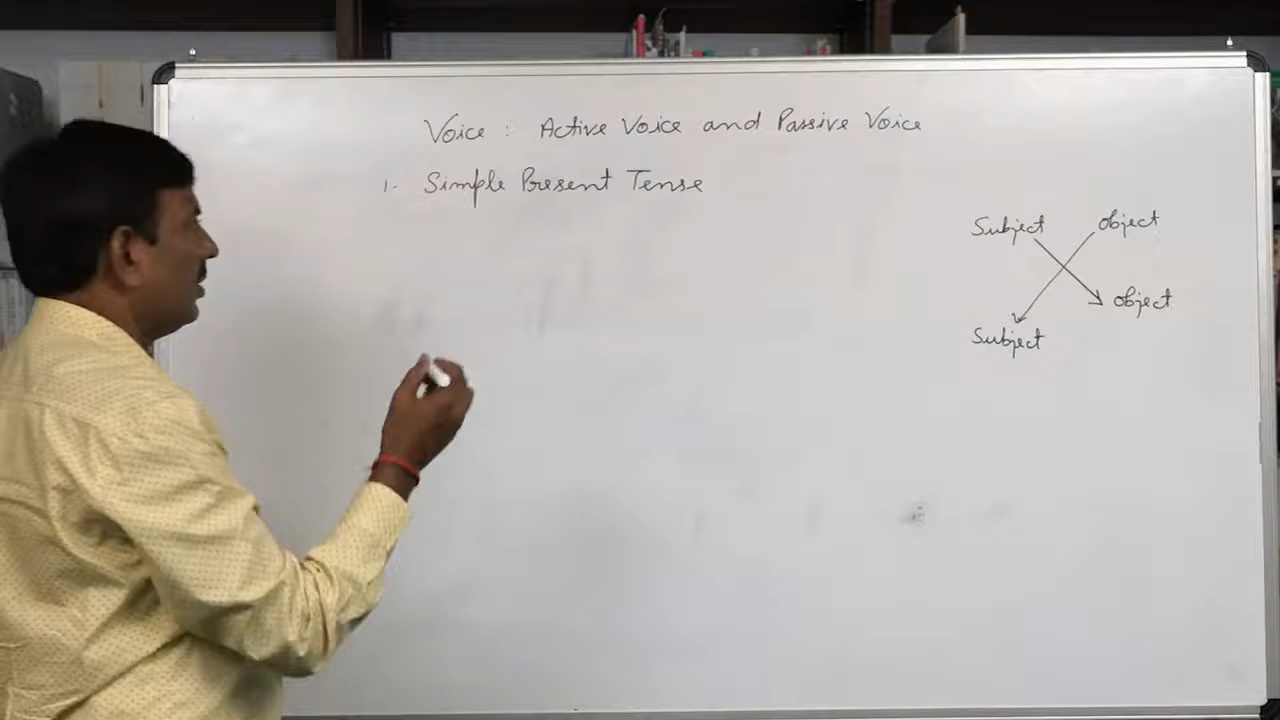 Voice : Active Voice and Passive Voice
1. Simple Present Tense
Subject object
object
Subject